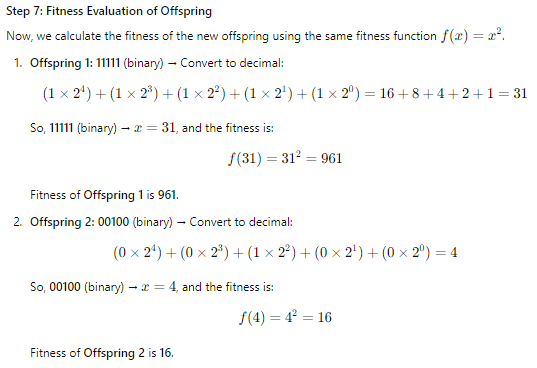 Step 7: Fitness Evaluation of Offspring
Now, we calculate the fitness of the new offspring using the same fitness function f(x) = x².
1. Offspring 1: 11111 (binary) → Convert to decimal:
(1 × 2⁴) + (1 × 2³) + (1 × 2²) + (1 × 2¹) + (1 × 2⁰) = 16 + 8 + 4 + 2 + 1 = 31
So, 11111 (binary) → x = 31, and the fitness is:
f(31) = 31² = 961
Fitness of Offspring 1 is 961.
2. Offspring 2: 00100 (binary) → Convert to decimal:
(0 × 2⁴) + (0 × 2³) + (1 × 2²) + (0 × 2¹) + (0 × 2⁰) = 4
So, 00100 (binary) → x = 4, and the fitness is:
f(4) = 4² = 16
Fitness of Offspring 2 is 16.